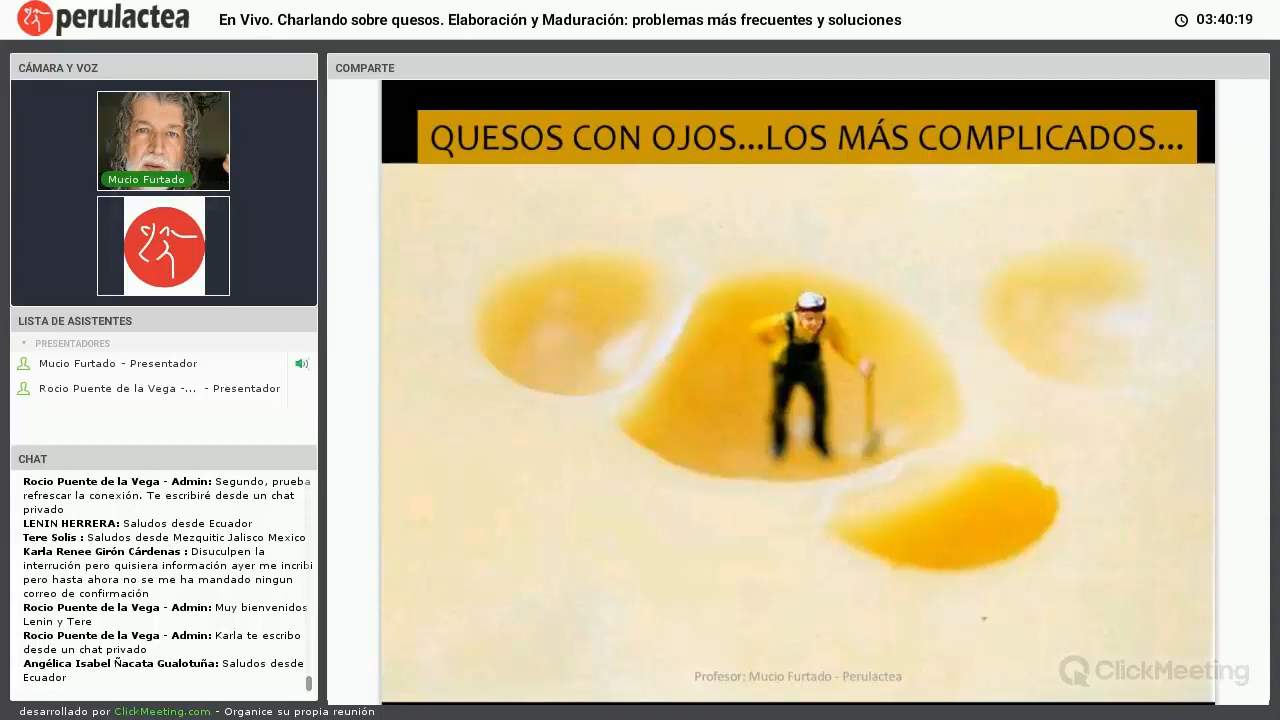 perulactea
En Vivo. Charlando sobre quesos. Elaboración y Maduración: problemas más frecuentes y soluciones
03:40:19
CÁMARA Y VOZ
Mucio Furtado
LISTA DE ASISTENTES
PRESENTADORES
Mucio Furtado - Presentador
Rocio Puente de la Vega -... - Presentador
CHAT
Rocio Puente de la Vega - Admin: Segundo, prueba
refrescar la conexión. Te escribiré desde un chat
privado
LENIN HERRERA: Saludos desde Ecuador
Tere Solis : Saludos desde Mezquitic Jalisco Mexico
Karla Renee Girón Cárdenas : Disuculpen la
interrución pero quisiera información ayer me incribi
pero hasta ahora no se me ha mandado ningun
correo de confirmación
Rocio Puente de la Vega - Admin: Muy bienvenidos
Lenin y Tere
Rocio Puente de la Vega - Admin: Karla te escribo
desde un chat privado
Angélica Isabel Ñacata Gualotuña: Saludos desde
Ecuador
COMPARTE
QUESOS CON OJOS...LOS MÁS COMPLICADOS...
Profesor: Mucio Furtado - Perulactea
ClickMeeting
desarrollado por ClickMeeting.com - Organice su propia reunión